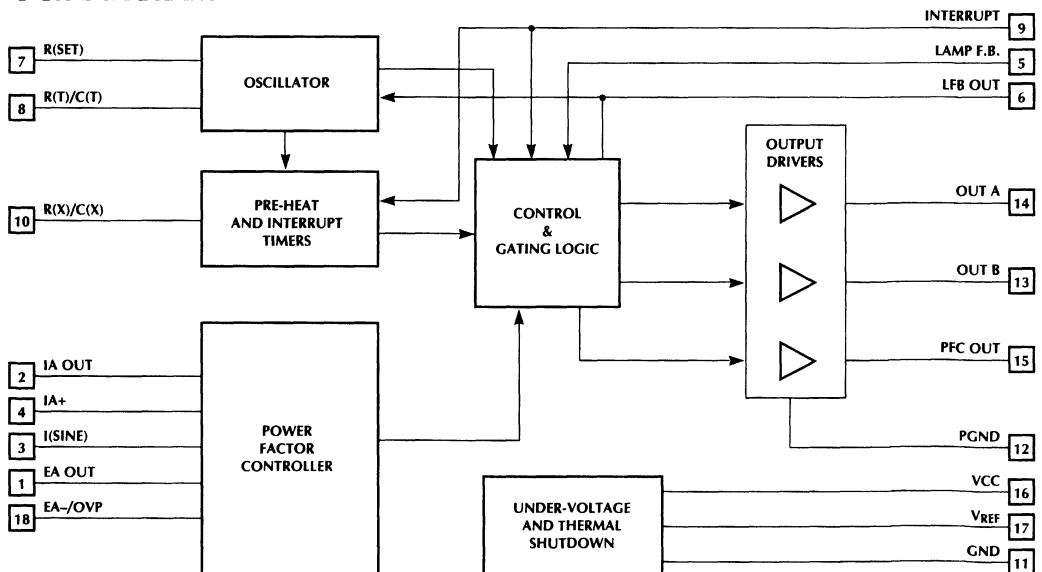 INTERRUPT
9
7 R(SET)
LAMP F.B.
5
OSCILLATOR
LFB OUT
6
8 R(T)/C(T)
OUTPUT
DRIVERS
PRE-HEAT
AND INTERRUPT
TIMERS
10 R(X)/C(X)
CONTROL
&
GATING LOGIC
OUT A
14
OUT B
13
PFC OUT
15
2 IA OUT
4 IA+
3 I(SINE)
1 EA OUT
18 EA–/OVP
POWER
FACTOR
CONTROLLER
PGND
12
UNDER-VOLTAGE
AND THERMAL
SHUTDOWN
VCC
16
VREF
17
GND
11